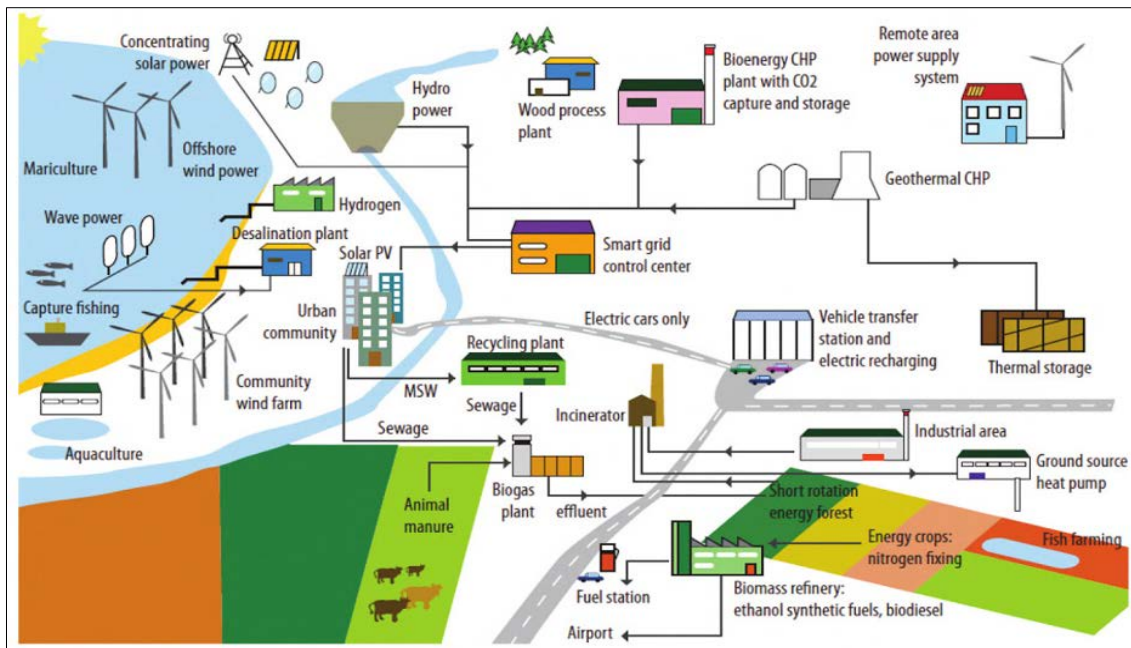 Concentrating
solar power
Hydro
power
Wood process
plant
Bioenergy CHP
plant with CO2
capture and storage
Remote area
power supply
system
Mariculture
Offshore
wind power
Hydrogen
Geothermal CHP
Wave power
Desalination plant
Solar PV
Smart grid
control center
Capture fishing
Urban
community
Electric cars only
Vehicle transfer
station and
electric recharging
Thermal storage
Recycling plant
MSW
Community
wind farm
Sewage
Incinerator
Industrial area
Sewage
Aquaculture
Ground source
heat pump
Animal
manure
Biogas
plant
effluent
Short rotation
energy forest
Energy crops:
nitrogen fixing
Fish farming
Fuel station
Biomass refinery:
ethanol synthetic fuels, biodiesel
Airport